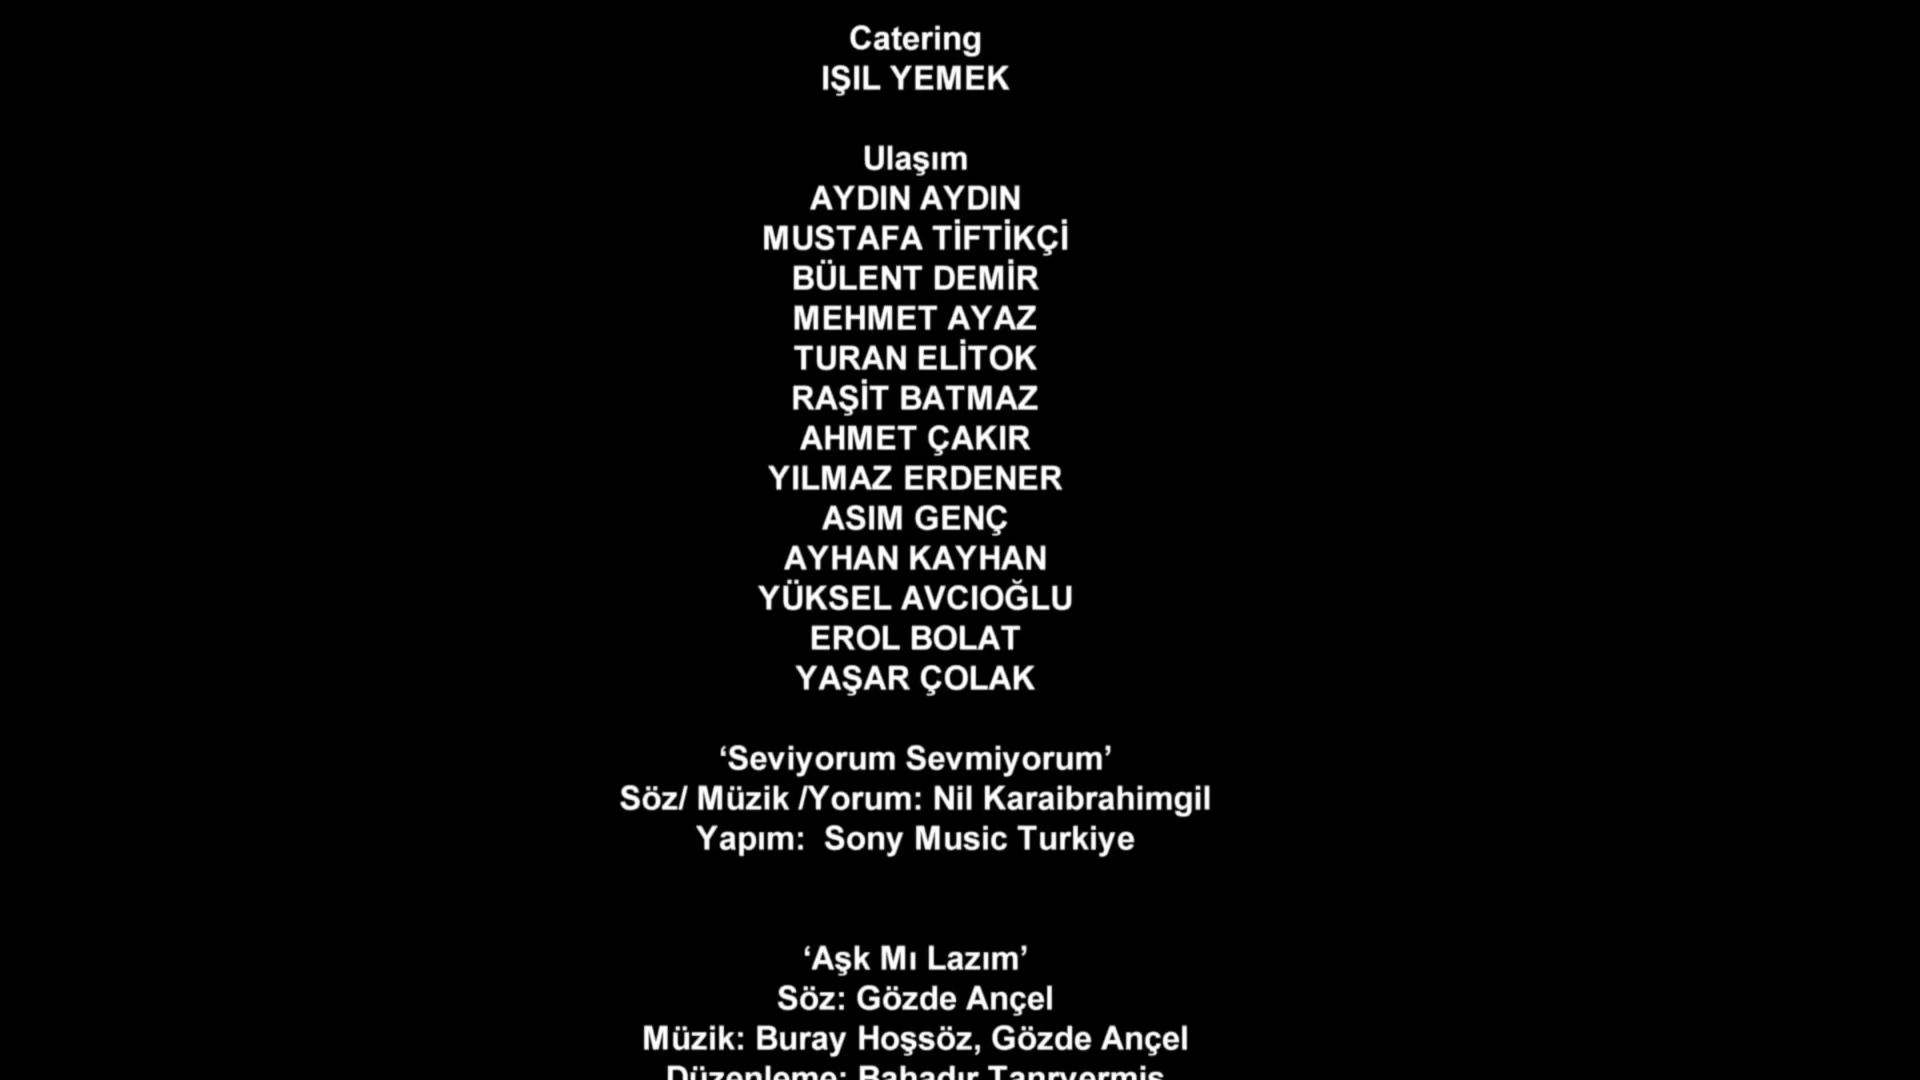 Catering
IŞIL YEMEK
Ulaşım
AYDIN AYDIN
MUSTAFA TİFTİKÇİ
BÜLENT DEMİR
MEHMET AYAZ
TURAN ELİTOK
RAŞİT BATMAZ
AHMET ÇAKIR
YILMAZ ERDENER
ASIM GENÇ
AYHAN KAYHAN
YÜKSEL AVCIOĞLU
EROL BOLAT
YAŞAR ÇOLAK
‘Seviyorum Sevmiyorum’
Söz/ Müzik /Yorum: Nil Karaibrahimgil
Yapım:  Sony Music Turkiye
‘Aşk Mı Lazım’
Söz: Gözde Ançel
Müzik: Buray Hoşsöz, Gözde Ançel
Düzenleme: Bahadır